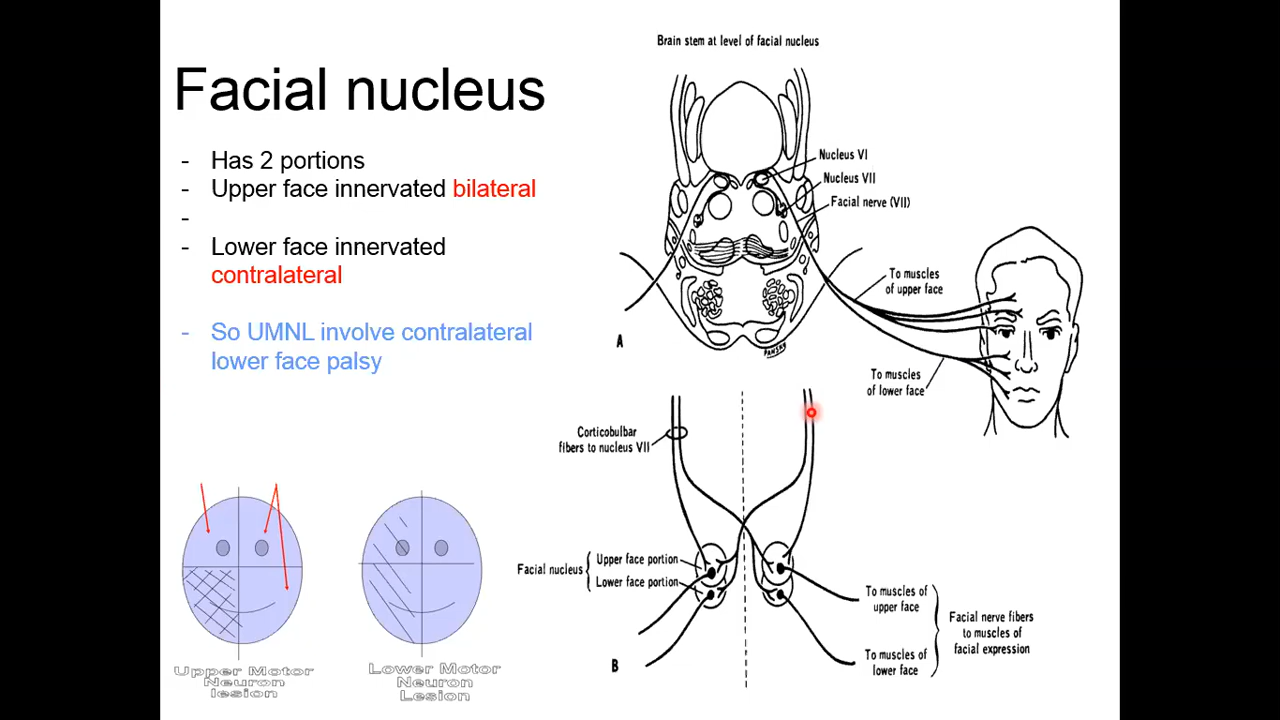 Facial nucleus
- Has 2 portions
- Upper face innervated bilateral
-
- Lower face innervated
contralateral
- So UMNL involve contralateral
lower face palsy
Upper Motor
Neuron
lesion
Lower Motor
Neuron
Lesion
Brain stem at level of facial nucleus
Nucleus VI
Nucleus VII
Facial nerve (VII)
To muscles
of upper face
To muscles
of lower face
A
PANSKY
Corticobulbar
fibers to nucleus VII
Facial nucleus
Upper face portion
Lower face portion
To muscles of
upper face
To muscles of
lower face
Facial nerve fibers
to muscles of
facial expression
B